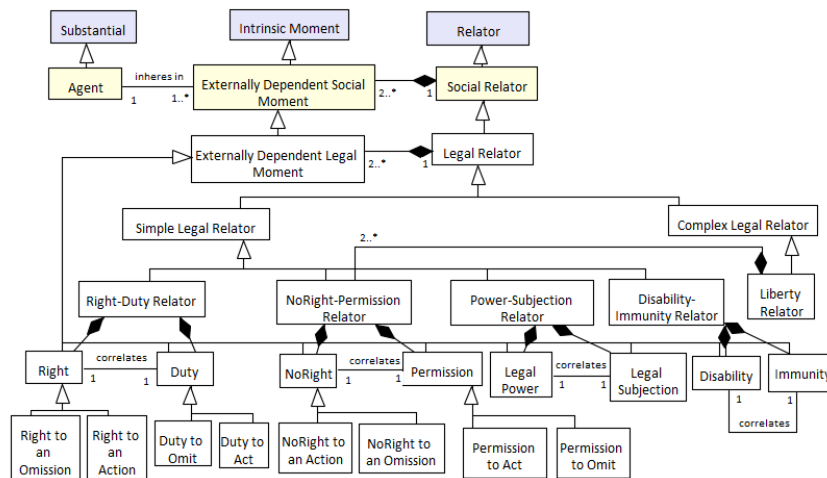 Substantial
Intrinsic Moment
Relator
Agent
inheres in
1
1..*
Externally Dependent Social
Moment
2..*
1
Social Relator
Externally Dependent Legal
Moment
2..*
1
Legal Relator
Simple Legal Relator
2..*
Complex Legal Relator
Right-Duty Relator
NoRight-Permission
Relator
Power-Subjection
Relator
Disability-
Immunity Relator
Liberty
Relator
Right
correlates
1
1
Duty
NoRight
correlates
1
1
Permission
Legal
Power
correlates
1
1
Legal
Subjection
Disability
Immunity
1
1
correlates
Right to
an
Omission
Right to
an
Action
Duty to
Omit
Duty to
Act
NoRight to
an Action
NoRight to
an Omission
Permission
to Act
Permission
to Omit